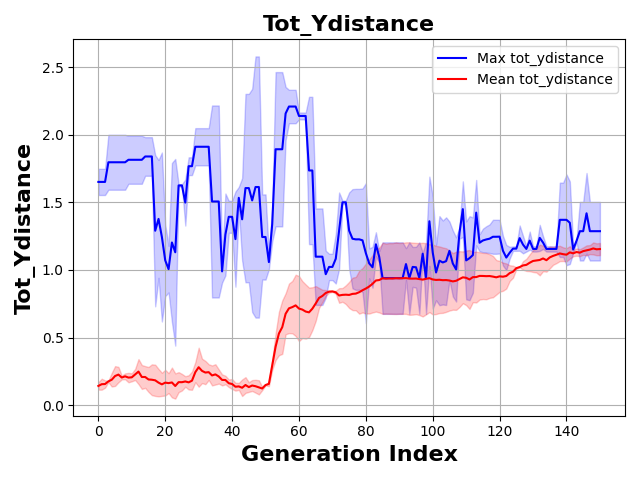 Tot_Ydistance
Max tot_ydistance
Mean tot_ydistance
Tot_Ydistance
2.5
2.0
1.5
1.0
0.5
0.0
0 20 40 60 80 100 120 140
Generation Index